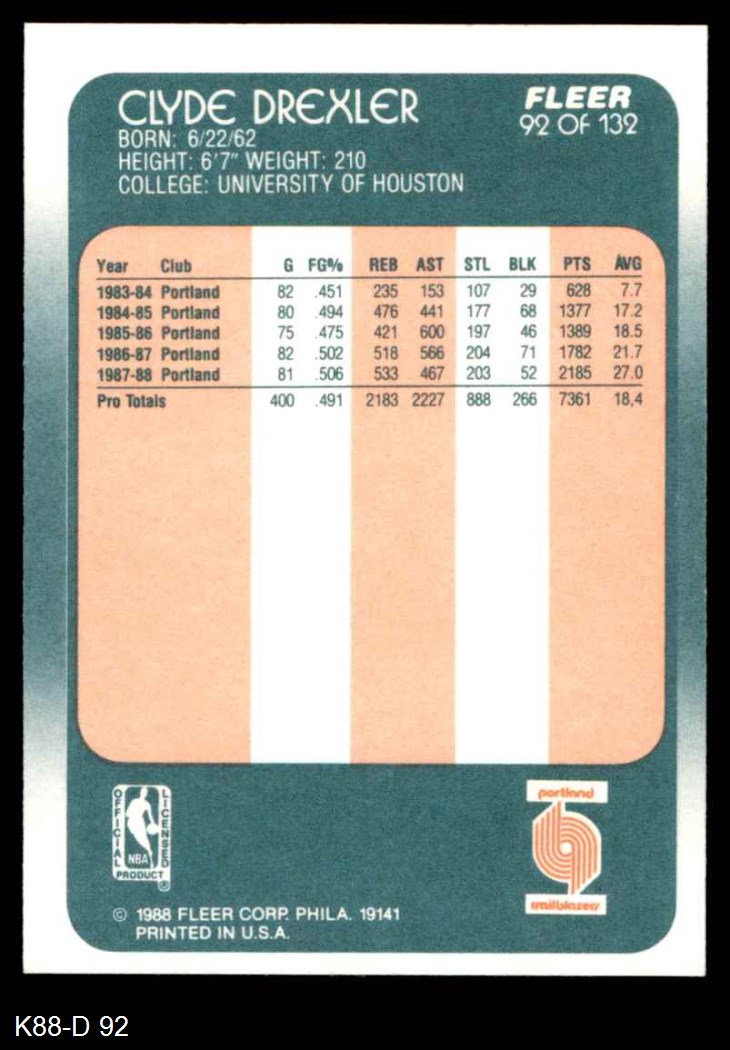 CLYDE DREXLER
FLEER
92 OF 132
BORN: 6/22/62
HEIGHT: 6'7" WEIGHT: 210
COLLEGE: UNIVERSITY OF HOUSTON
Year Club G FG% REB AST STL BLK PTS AVG
1983-84 Portland 82 .451 235 153 107 29 628 7.7
1984-85 Portland 80 .494 476 441 177 68 1377 17.2
1985-86 Portland 75 .475 421 600 197 46 1389 18.5
1986-87 Portland 82 .502 518 566 204 71 1782 21.7
1987-88 Portland 81 .506 533 467 203 52 2185 27.0
Pro Totals 400 .491 2183 2227 888 266 7361 18,4
OFFICIAL LICENSED
NBA
PRODUCT ®
portland
trailblazers
© 1988 FLEER CORP. PHILA. 19141
PRINTED IN U.S.A.
K88-D 92